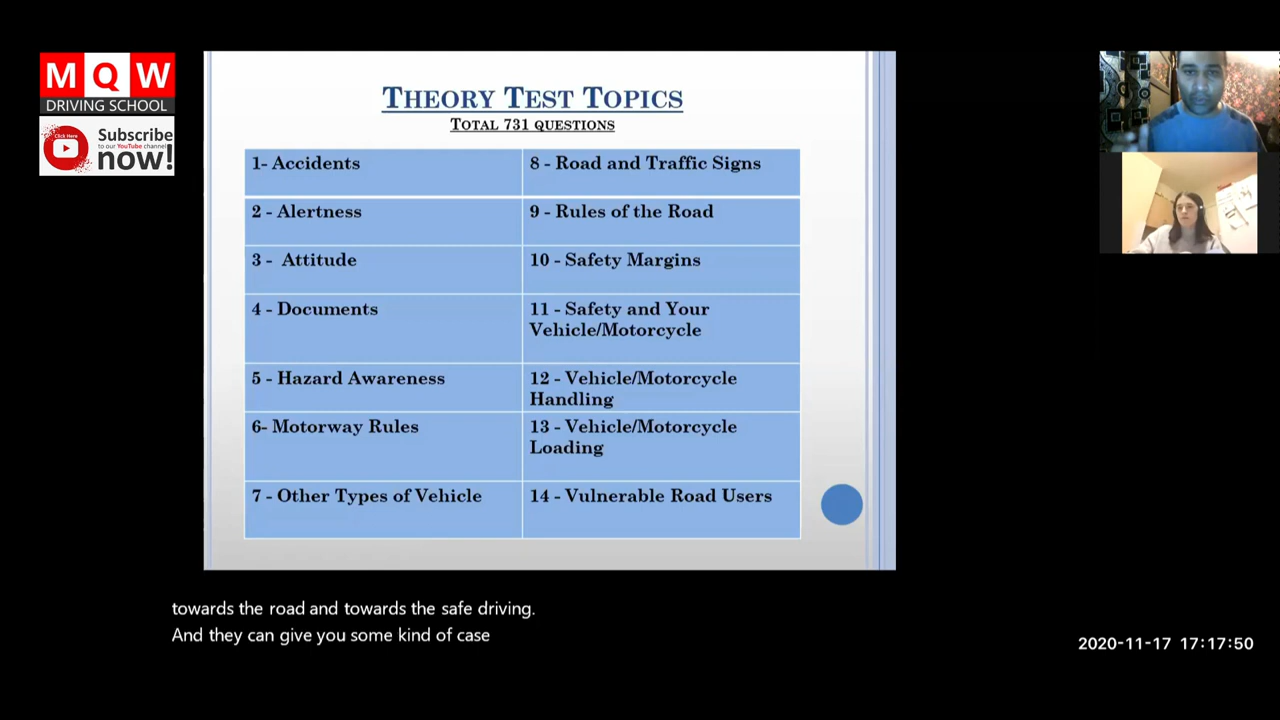 MQW
DRIVING SCHOOL
Click Here
Subscribe
to our YouTube channel
now!
THEORY TEST TOPICS
TOTAL 731 QUESTIONS
1- Accidents
8 - Road and Traffic Signs
2 - Alertness
9 - Rules of the Road
3 - Attitude
10 - Safety Margins
4 - Documents
11 - Safety and Your
Vehicle/Motorcycle
5 - Hazard Awareness
12 - Vehicle/Motorcycle
Handling
6- Motorway Rules
13 - Vehicle/Motorcycle
Loading
7 - Other Types of Vehicle
14 - Vulnerable Road Users
towards the road and towards the safe driving.
And they can give you some kind of case
2020-11-17 17:17:50